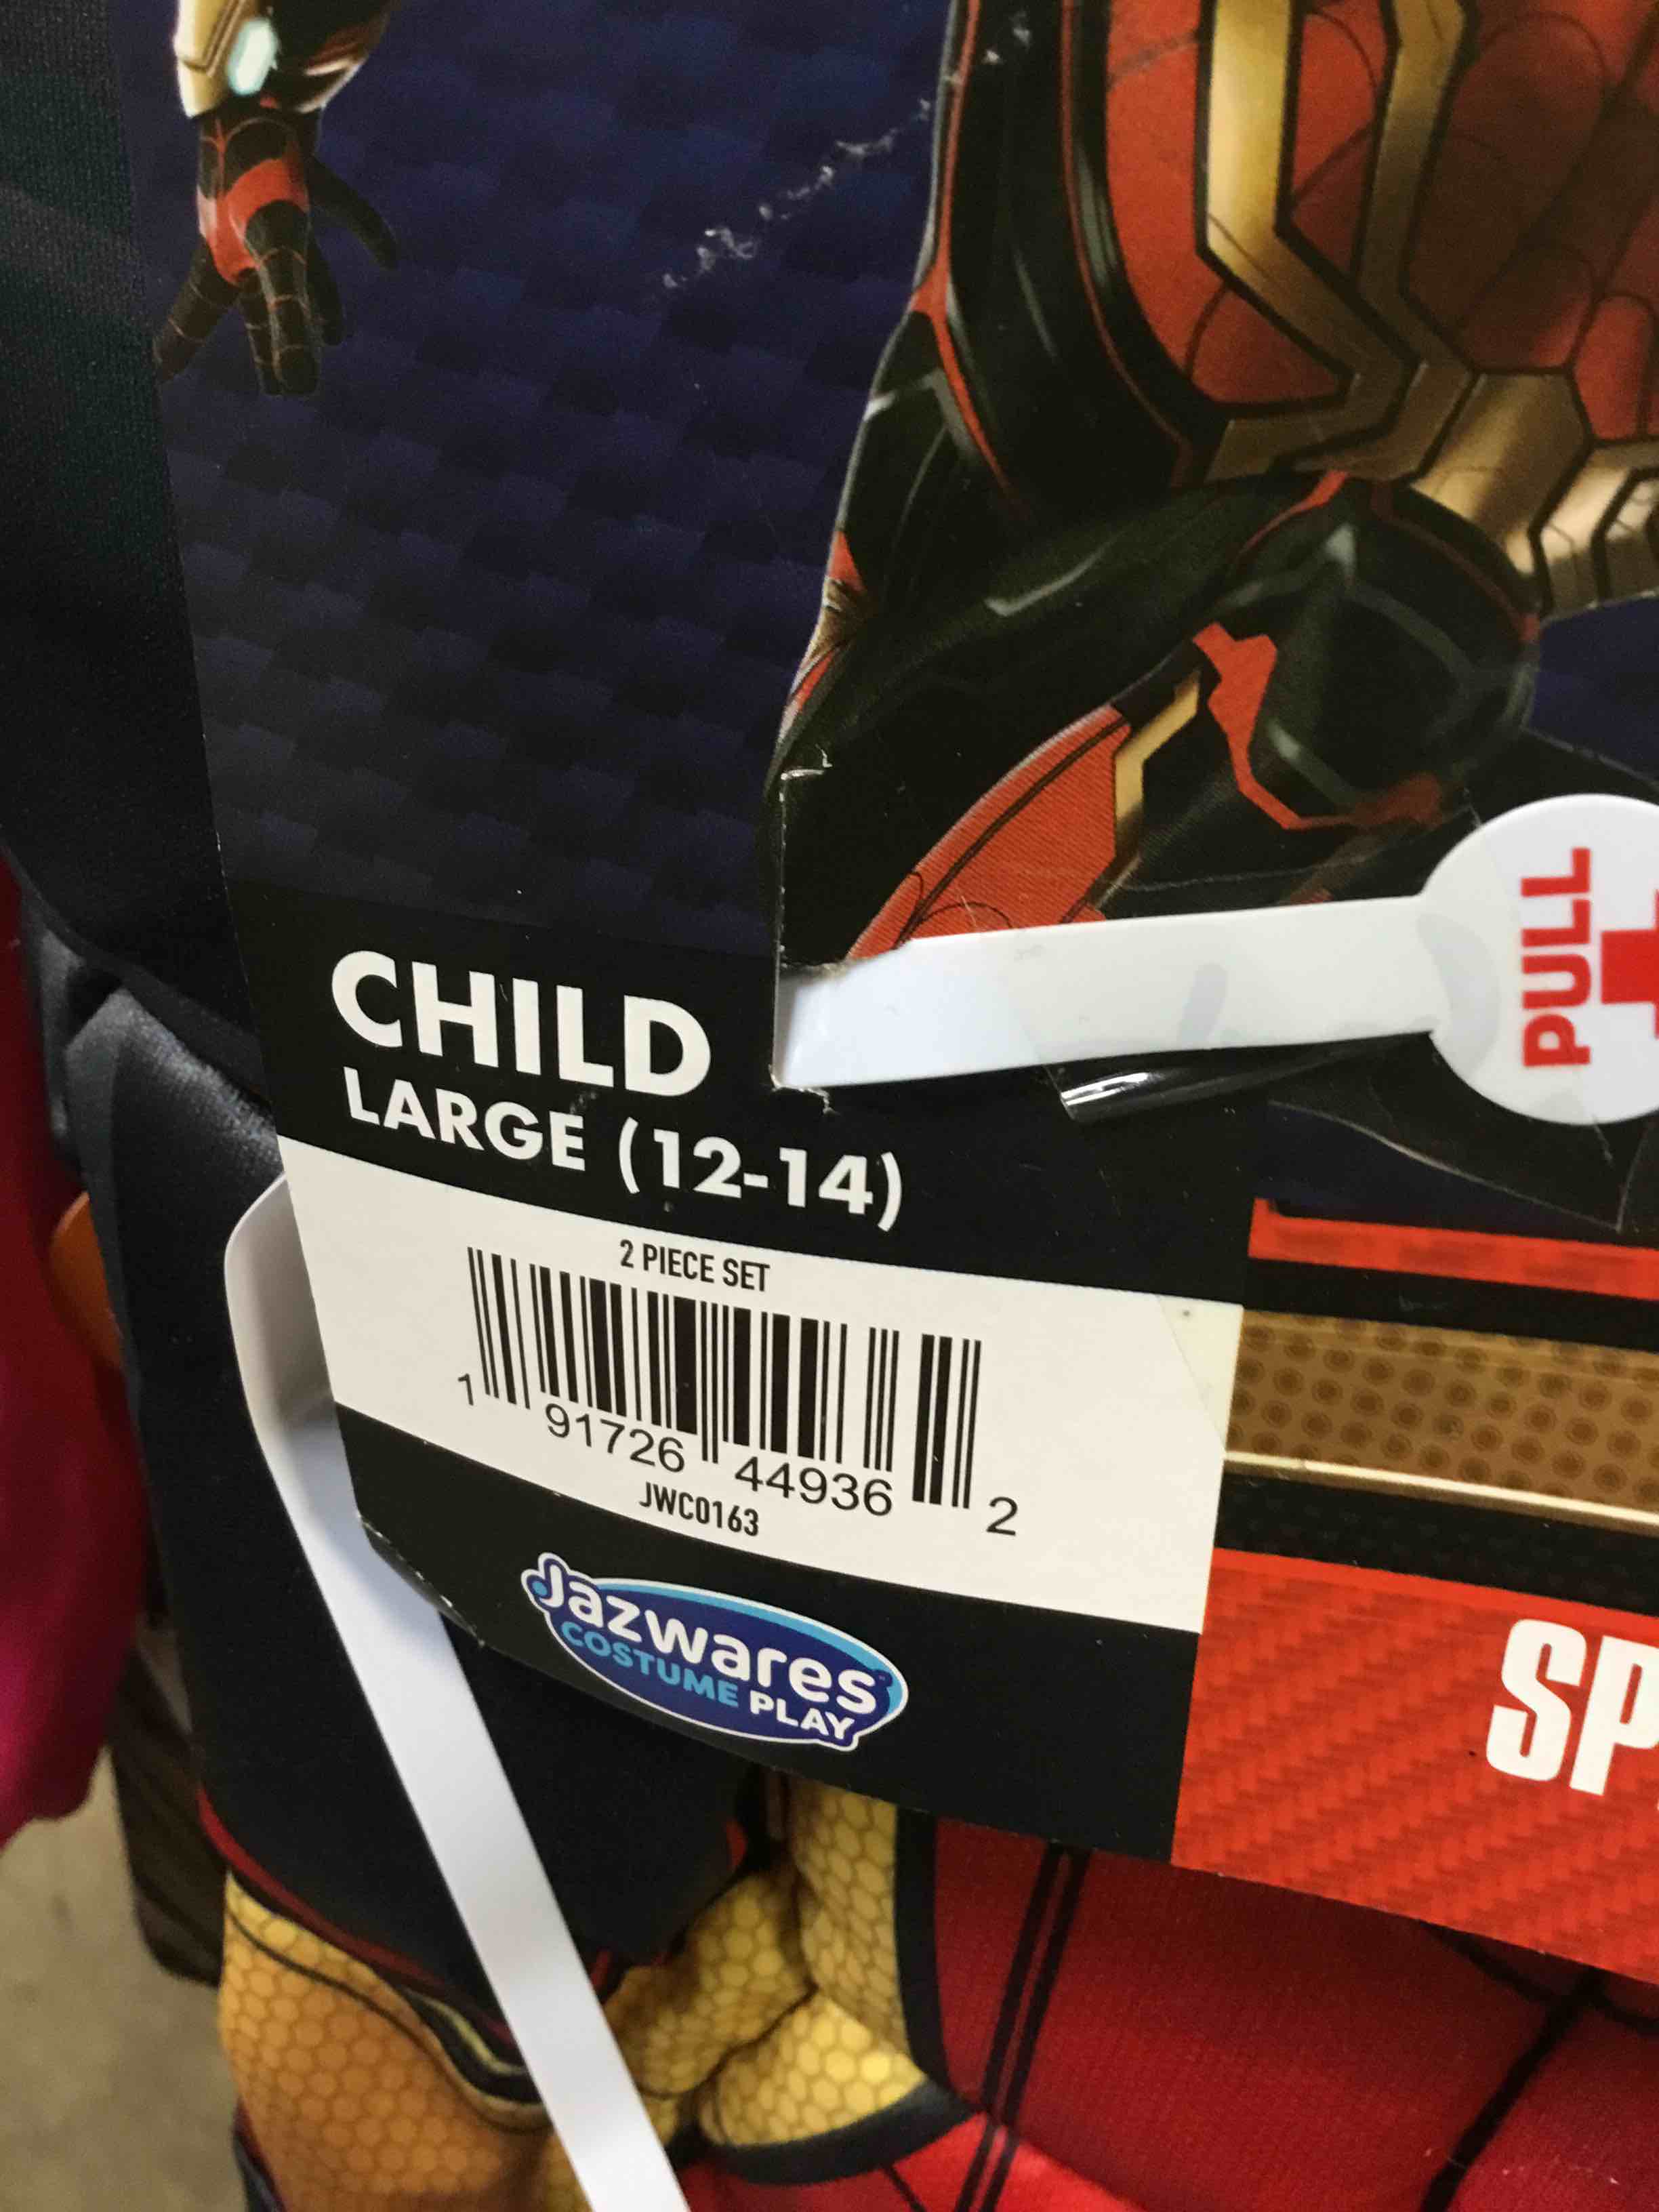 PULL
CHILD
LARGE (12-14)
2 PIECE SET
1 91726 44936 2
JWC0163
Jazwares
COSTUME PLAY
SP